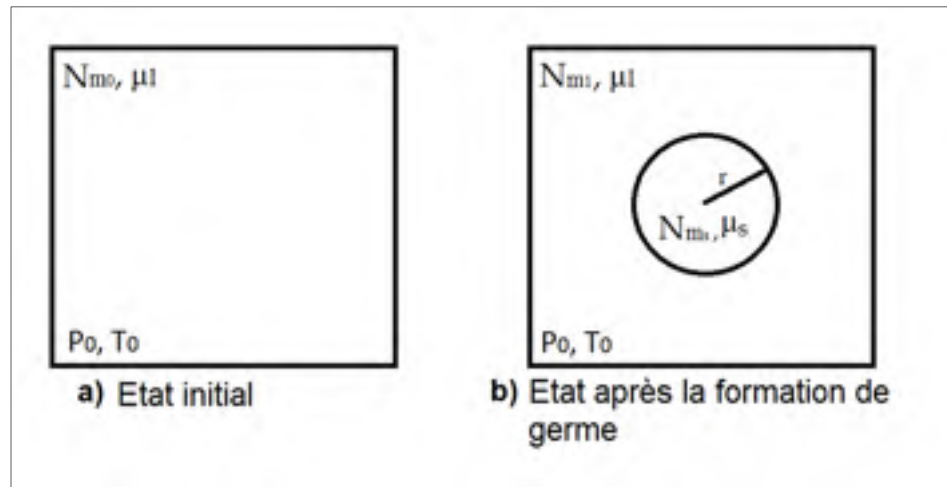 Nm0, μl
P0, T0
a) Etat initial
Nm1, μl
r
Nms, μs
P0, T0
b) Etat après la formation de
germe